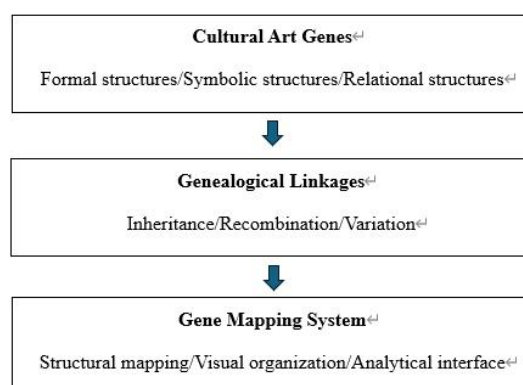 Cultural Art Genes↵
Formal structures/Symbolic structures/Relational structures↵
Genealogical Linkages↵
Inheritance/Recombination/Variation↵
Gene Mapping System↵
Structural mapping/Visual organization/Analytical interface↵